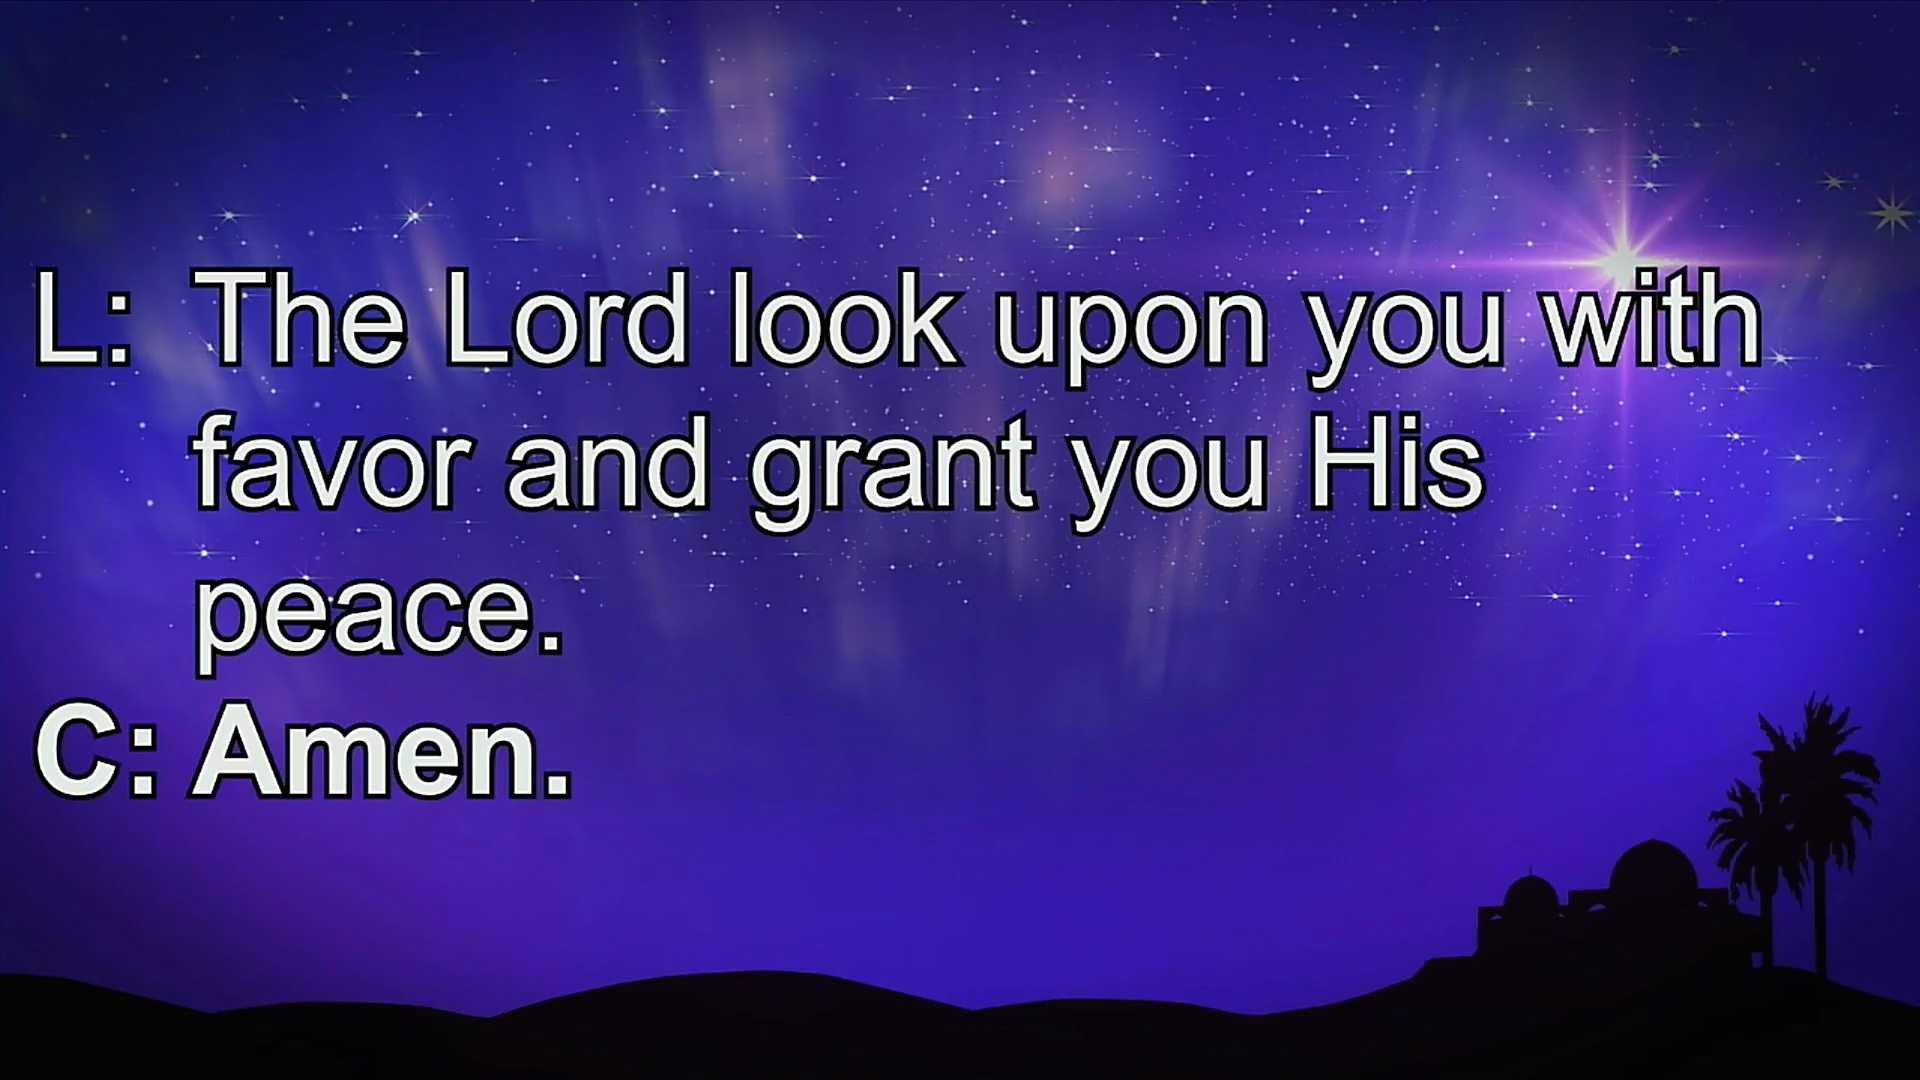 L: The Lord look upon you with
favor and grant you His
peace.
C: Amen.